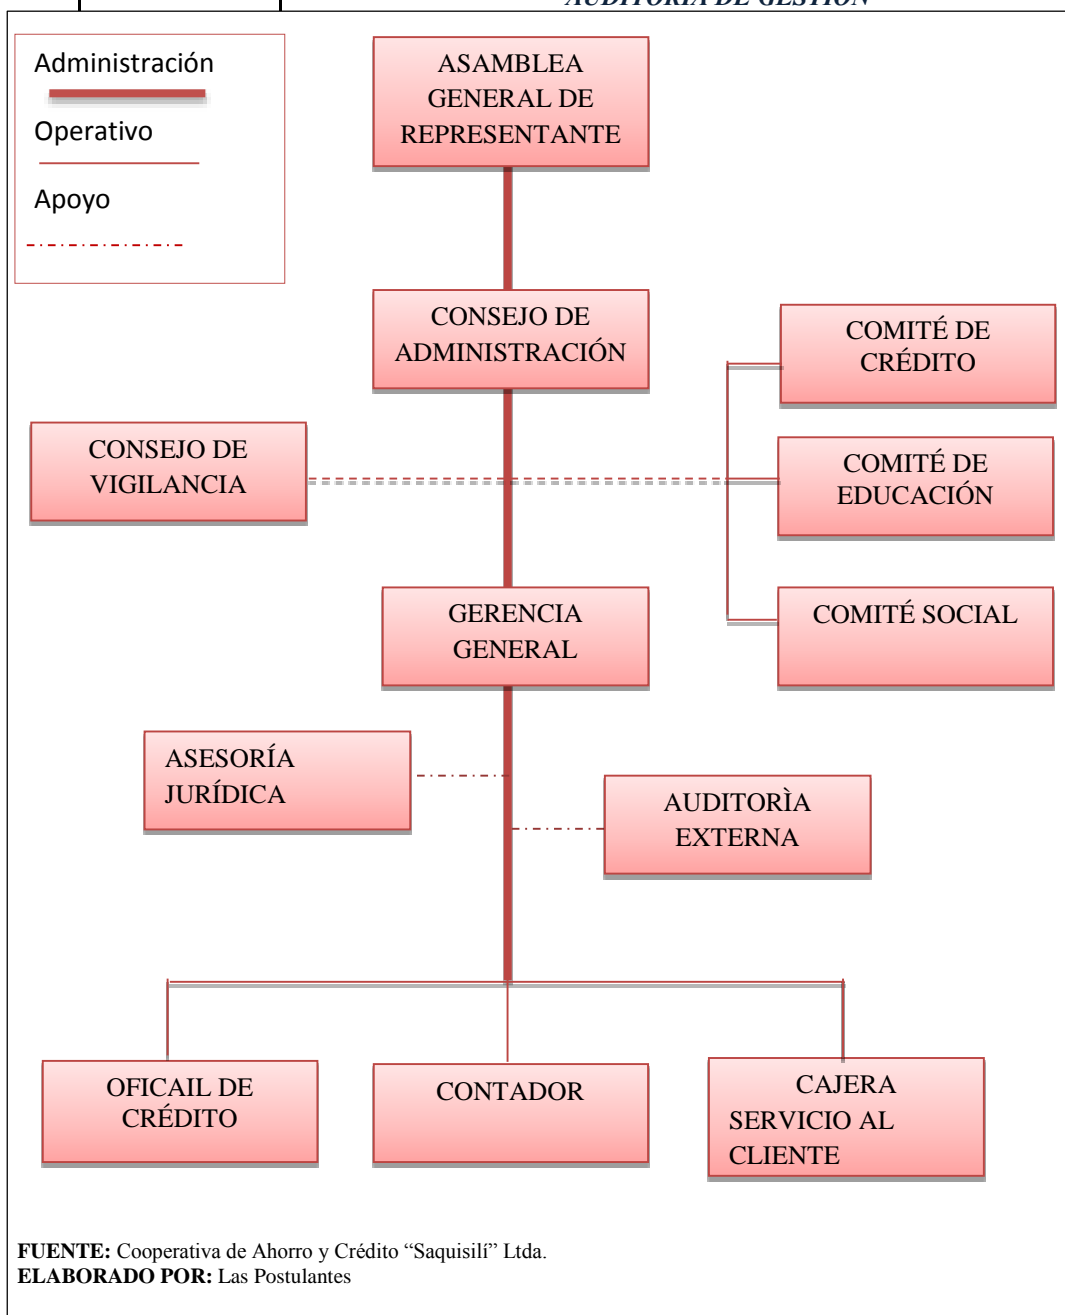 AUDITORÍA DE GESTIÓN
Administración
Operativo
Apoyo
ASAMBLEA
GENERAL DE
REPRESENTANTE
CONSEJO DE
ADMINISTRACIÓN
COMITÉ DE
CRÉDITO
CONSEJO DE
VIGILANCIA
COMITÉ DE
EDUCACIÓN
GERENCIA
GENERAL
COMITÉ SOCIAL
ASESORÍA
JURÍDICA
AUDITORÌA
EXTERNA
OFICAIL DE
CRÉDITO
CONTADOR
CAJERA
SERVICIO AL
CLIENTE
FUENTE: Cooperativa de Ahorro y Crédito “Saquisilí” Ltda.
ELABORADO POR: Las Postulantes